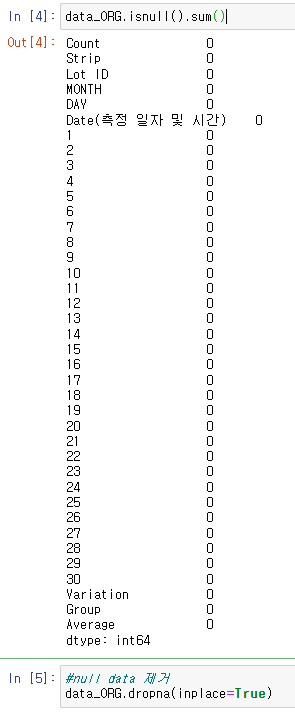 In [4]: data_ORG.isnull().sum()
Out[4]: Count 0
Strip 0
Lot ID 0
MONTH 0
DAY 0
Date(측정 일자 및 시간) 0
1 0
2 0
3 0
4 0
5 0
6 0
7 0
8 0
9 0
10 0
11 0
12 0
13 0
14 0
15 0
16 0
17 0
18 0
19 0
20 0
21 0
22 0
23 0
24 0
25 0
26 0
27 0
28 0
29 0
30 0
Variation 0
Group 0
Average 0
dtype: int64
In [5]: #null data 제거
data_ORG.dropna(inplace=True)